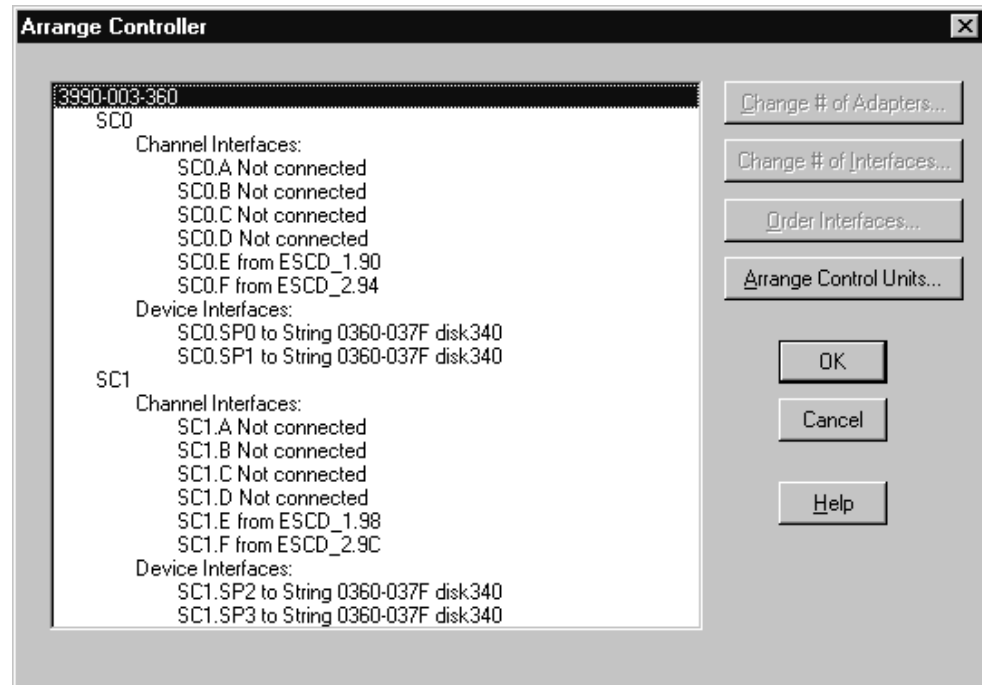 Arrange Controller
3990-003-360
SC0
Channel Interfaces:
SC0.A Not connected
SC0.B Not connected
SC0.C Not connected
SC0.D Not connected
SC0.E from ESCD_1.90
SC0.F from ESCD_2.94
Device Interfaces:
SC0.SP0 to String 0360-037F disk340
SC0.SP1 to String 0360-037F disk340
SC1
Channel Interfaces:
SC1.A Not connected
SC1.B Not connected
SC1.C Not connected
SC1.D Not connected
SC1.E from ESCD_1.98
SC1.F from ESCD_2.9C
Device Interfaces:
SC1.SP2 to String 0360-037F disk340
SC1.SP3 to String 0360-037F disk340
Change # of Adapters...
Change # of Interfaces...
Order Interfaces...
Arrange Control Units...
OK
Cancel
Help